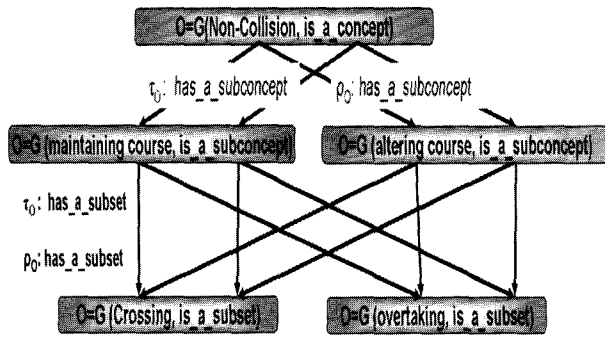 O=G(Non-Collision, is_a_concept)
τ₀: has_a_subconcept ρ₀: has_a_subconcept
O=G (maintaining course, is_a_subconcept) O=G (altering course, is_a_subconcept)
τ₀: has_a_subset
ρ₀: has_a_subset
O=G (Crossing, is_a_subset) O=G (overtaking, is_a_subset)